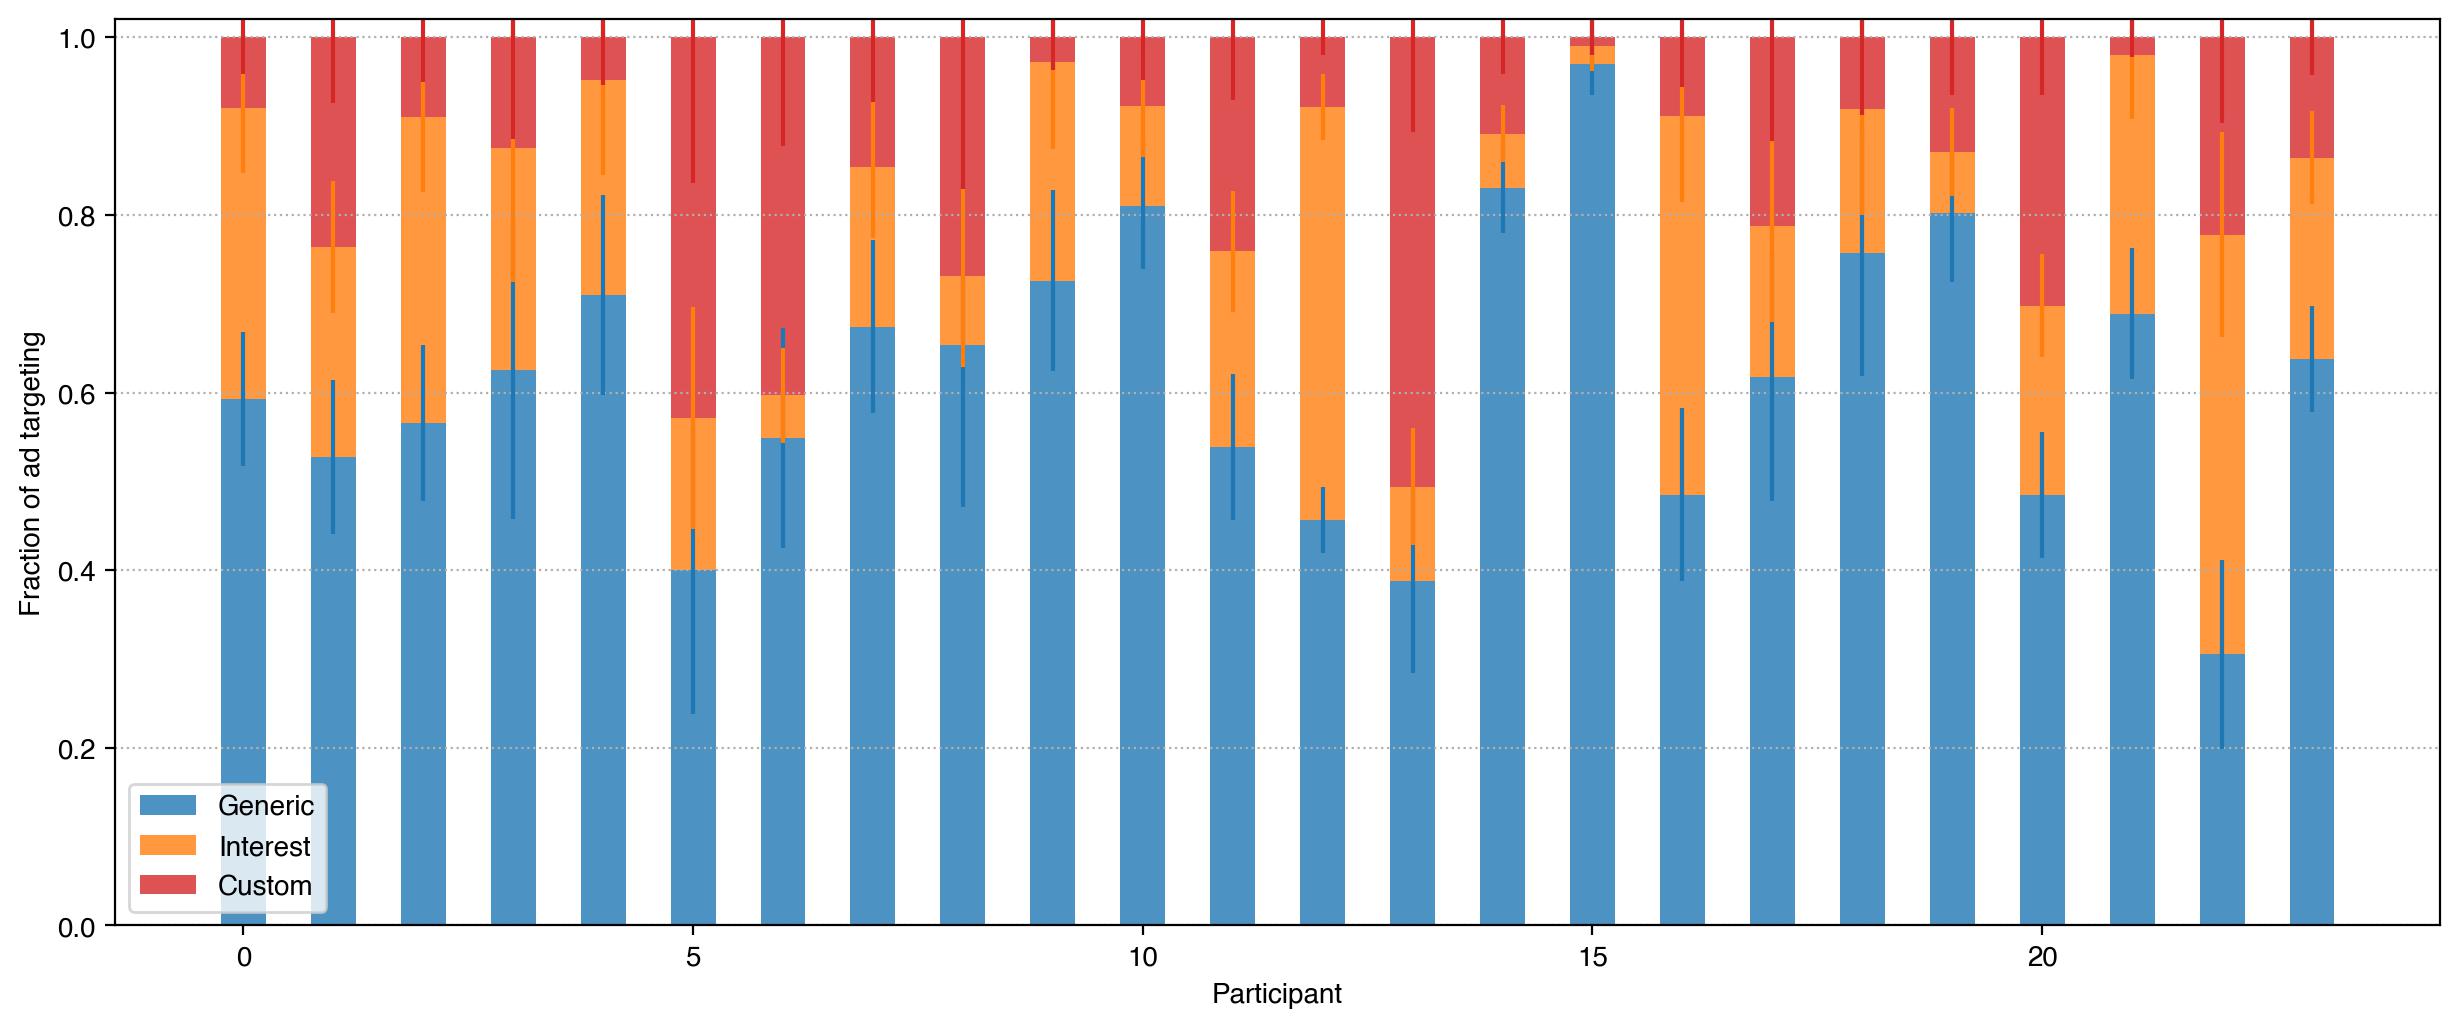 Fraction of ad targeting
1.0
0.8
0.6
0.4
0.2
0.0
Generic
Interest
Custom
0 5 10 15 20
Participant